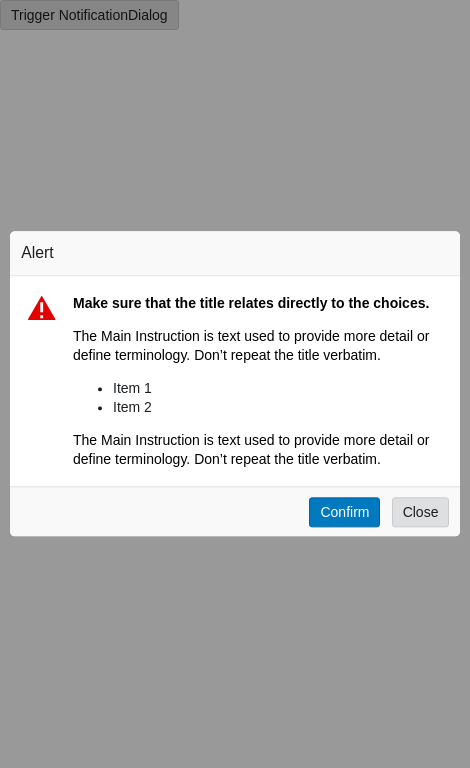 Trigger NotificationDialog
Alert
Make sure that the title relates directly to the choices.
The Main Instruction is text used to provide more detail or
define terminology. Don’t repeat the title verbatim.
• Item 1
• Item 2
The Main Instruction is text used to provide more detail or
define terminology. Don’t repeat the title verbatim.
Confirm Close